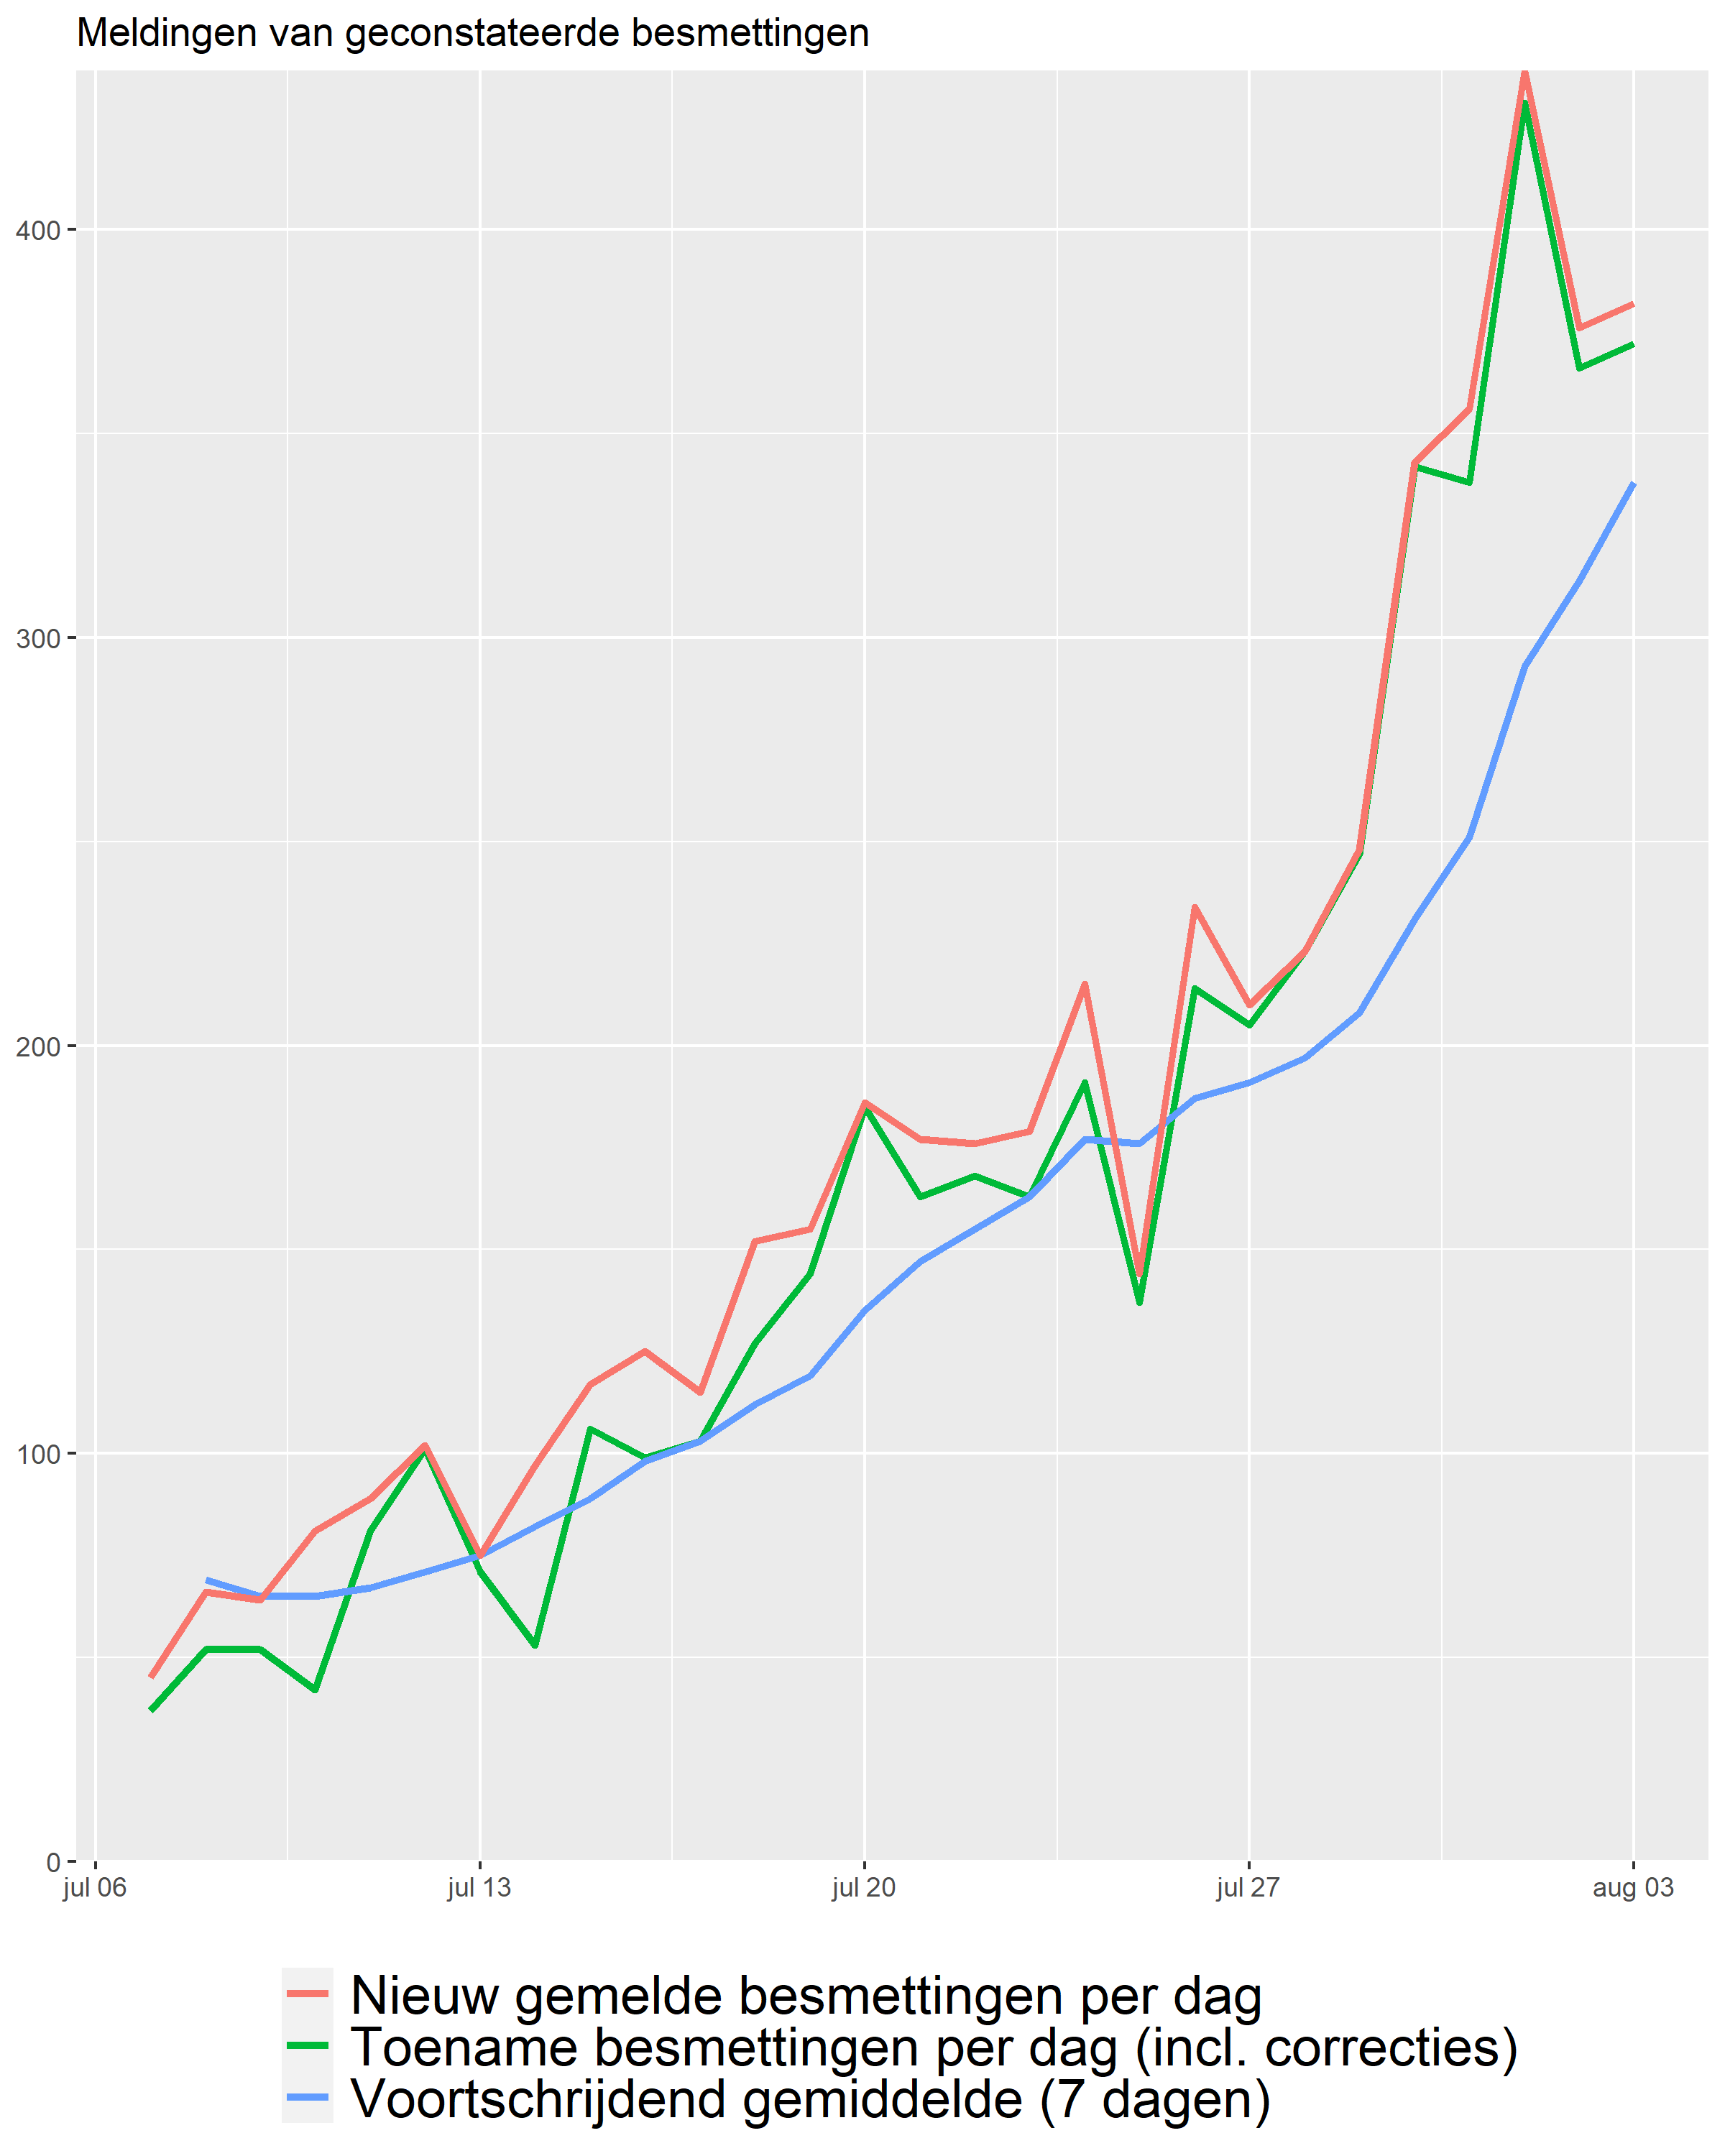 Meldingen van geconstateerde besmettingen
400
300
200
100
0
jul 06 jul 13 jul 20 jul 27 aug 03
Nieuw gemelde besmettingen per dag
Toename besmettingen per dag (incl. correcties)
Voortschrijdend gemiddelde (7 dagen)